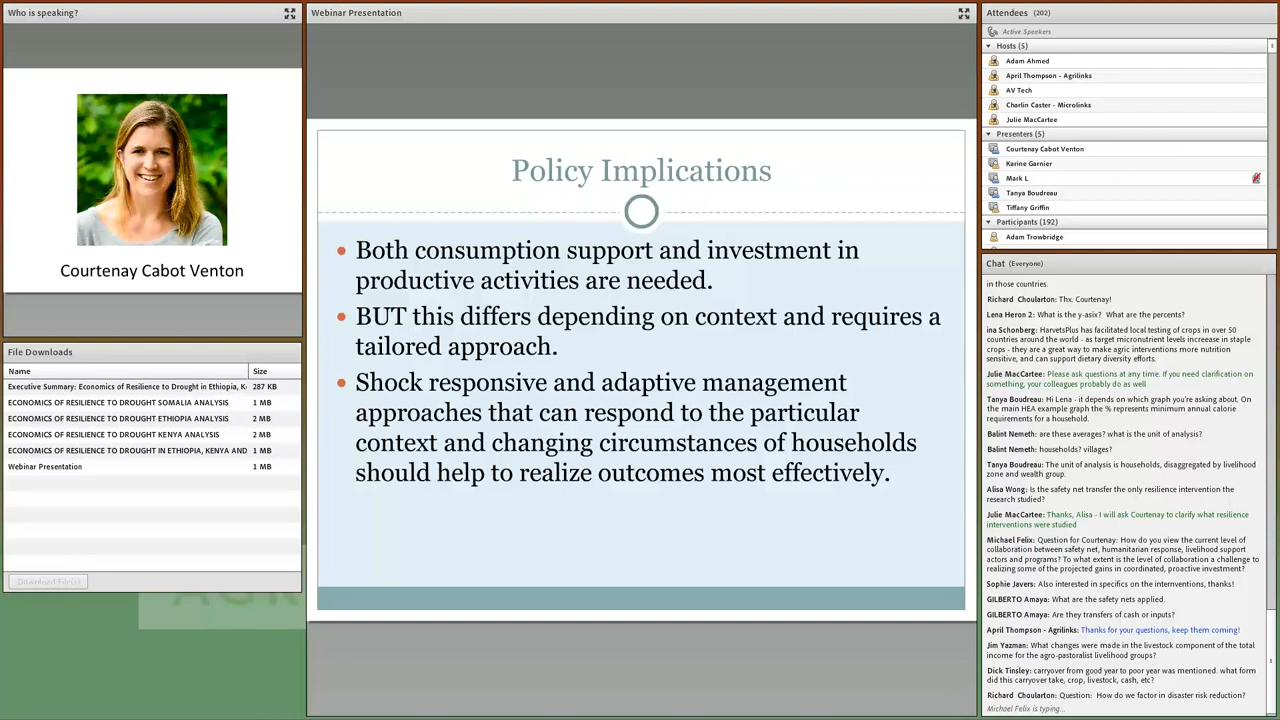 Who is speaking?
Courtenay Cabot Venton
File Downloads
Name Size
Executive Summary: Economics of Resilience to Drought in Ethiopia, K 287 KB
ECONOMICS OF RESILIENCE TO DROUGHT SOMALIA ANALYSIS 1 MB
ECONOMICS OF RESILIENCE TO DROUGHT ETHIOPIA ANALYSIS 2 MB
ECONOMICS OF RESILIENCE TO DROUGHT KENYA ANALYSIS 2 MB
ECONOMICS OF RESILIENCE TO DROUGHT IN ETHIOPIA, KENYA AND 1 MB
Webinar Presentation 1 MB
Download File(s)
AGR
Webinar Presentation
Policy Implications
• Both consumption support and investment in
productive activities are needed.
• BUT this differs depending on context and requires a
tailored approach.
• Shock responsive and adaptive management
approaches that can respond to the particular
context and changing circumstances of households
should help to realize outcomes most effectively.
Attendees (202)
Active Speakers
Hosts (5)
Adam Ahmed
April Thompson - Agrilinks
AV Tech
Charlin Caster - Microlinks
Julie MacCartee
Presenters (5)
Courtenay Cabot Venton
Karine Garnier
Mark L
Tanya Boudreau
Tiffany Griffin
Participants (192)
Adam Trowbridge
Chat (Everyone)
in those countries.
Richard Choularton: Thx. Courtenay!
Lena Heron 2: What is the y-asix? What are the percents?
ina Schonberg: HarvetsPlus has facilitated local testing of crops in over 50
countries around the world - as target micronutrient levels increase in staple
crops - they are a great way to make agric interventions more nutrition
sensitive, and can support dietary diversity efforts.
Julie MacCartee: Please ask questions at any time. If you need clarification on
something, your colleagues probably do as well
Tanya Boudreau: Hi Lena - it depends on which graph you're asking about. On
the main HEA example graph the % represents minimum annual calorie
requirements for a household.
Balint Nemeth: are these averages? what is the unit of analysis?
Balint Nemeth: households? villages?
Tanya Boudreau: The unit of analysis is households, disaggregated by livelihood
zone and wealth group.
Alisa Wong: Is the safety net transfer the only resilience intervention the
research studied?
Julie MacCartee: Thanks, Alisa - I will ask Courtenay to clarify what resilience
interventions were studied
Michael Felix: Question for Courtenay: How do you view the current level of
collaboration between safety net, humanitarian response, livelihood support
actors and programs? To what extent is the level of collaboration a challenge to
realizing some of the projected gains in coordinated, proactive investment?
Sophie Javers: Also interested in specifics on the internventions, thanks!
GILBERTO Amaya: What are the safety nets applied.
GILBERTO Amaya: Are they transfers of cash or inputs?
April Thompson - Agrilinks: Thanks for your questions, keep them coming!
Jim Yazman: What changes were made in the livestock component of the total
income for the agro-pastoralist livelihood groups?
Dick Tinsley: carryover from good year to poor year was mentioned. what form
did this carryover take, crop, livestock, cash, etc?
Richard Choularton: Question: How do we factor in disaster risk reduction?
Michael Felix is typing...